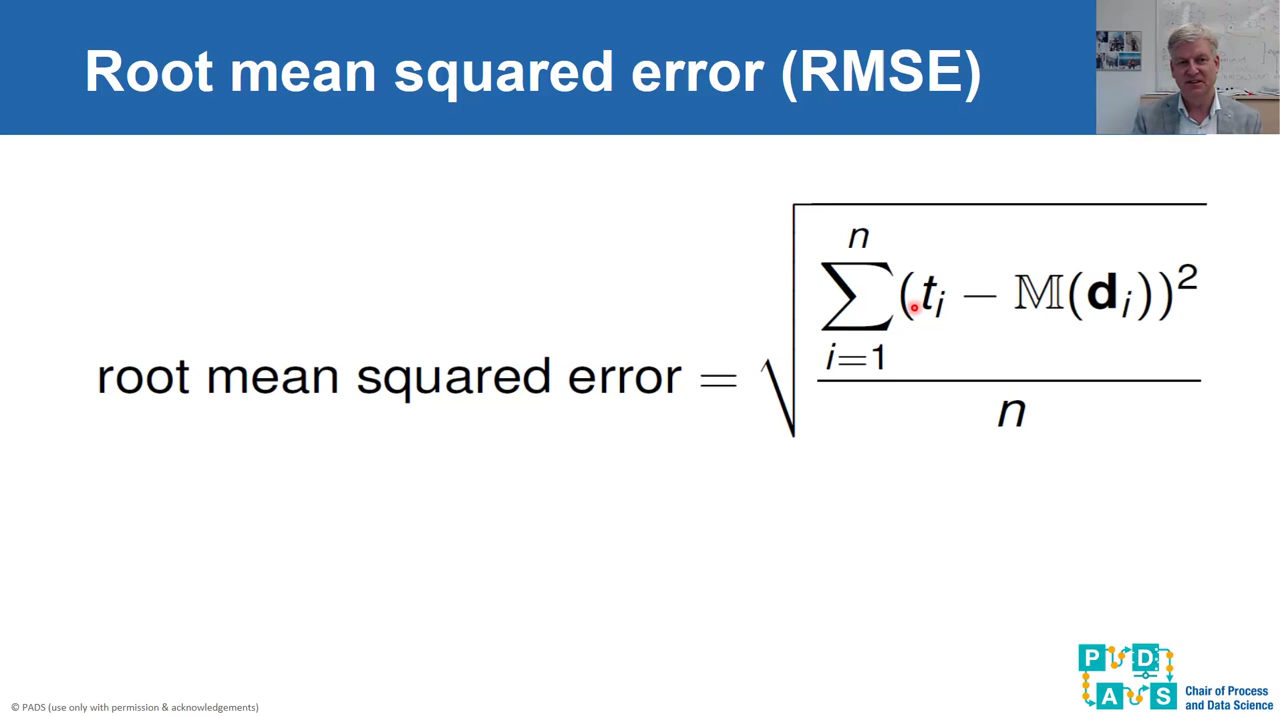 Root mean squared error (RMSE)
root mean squared error = √(∑ⁿᵢ₌₁(tᵢ − 𝕄(𝐝ᵢ))² / n)
P D
A S
Chair of Process
and Data Science
© PADS (use only with permission & acknowledgements)